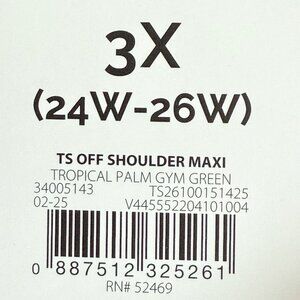 3X
(24W-26W)
TS OFF SHOULDER MAXI
TROPICAL PALM GYM GREEN
34005143 TS26100151425
02-25 V445552204101004
0 887512 325261
RN# 52469